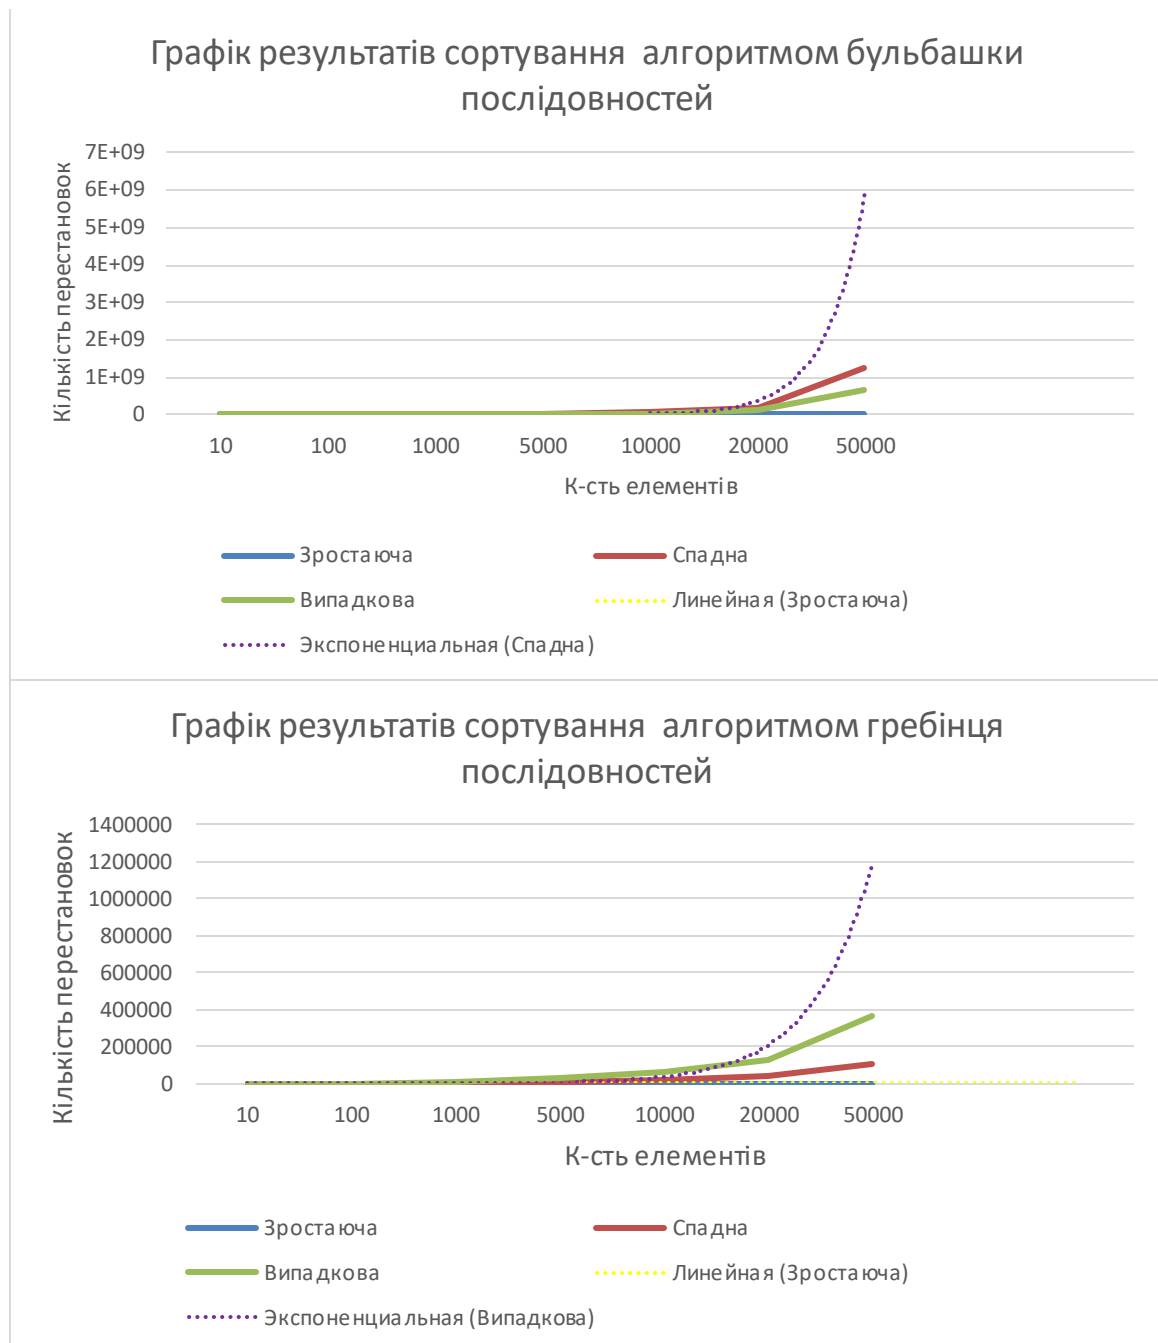 Графік результатів сортування алгоритмом бульбашки
послідовностей
Кількість перестановок
7E+09
6E+09
5E+09
4E+09
3E+09
2E+09
1E+09
0
10 100 1000 5000 10000 20000 50000
К-сть елементів
Зростаюча Спадна
Випадкова Линейная (Зростаюча)
Экспоненциальная (Спадна)
Графік результатів сортування алгоритмом гребінця
послідовностей
Кількість перестановок
1400000
1200000
1000000
800000
600000
400000
200000
0
10 100 1000 5000 10000 20000 50000
К-сть елементів
Зростаюча Спадна
Випадкова Линейная (Зростаюча)
Экспоненциальная (Випадкова)